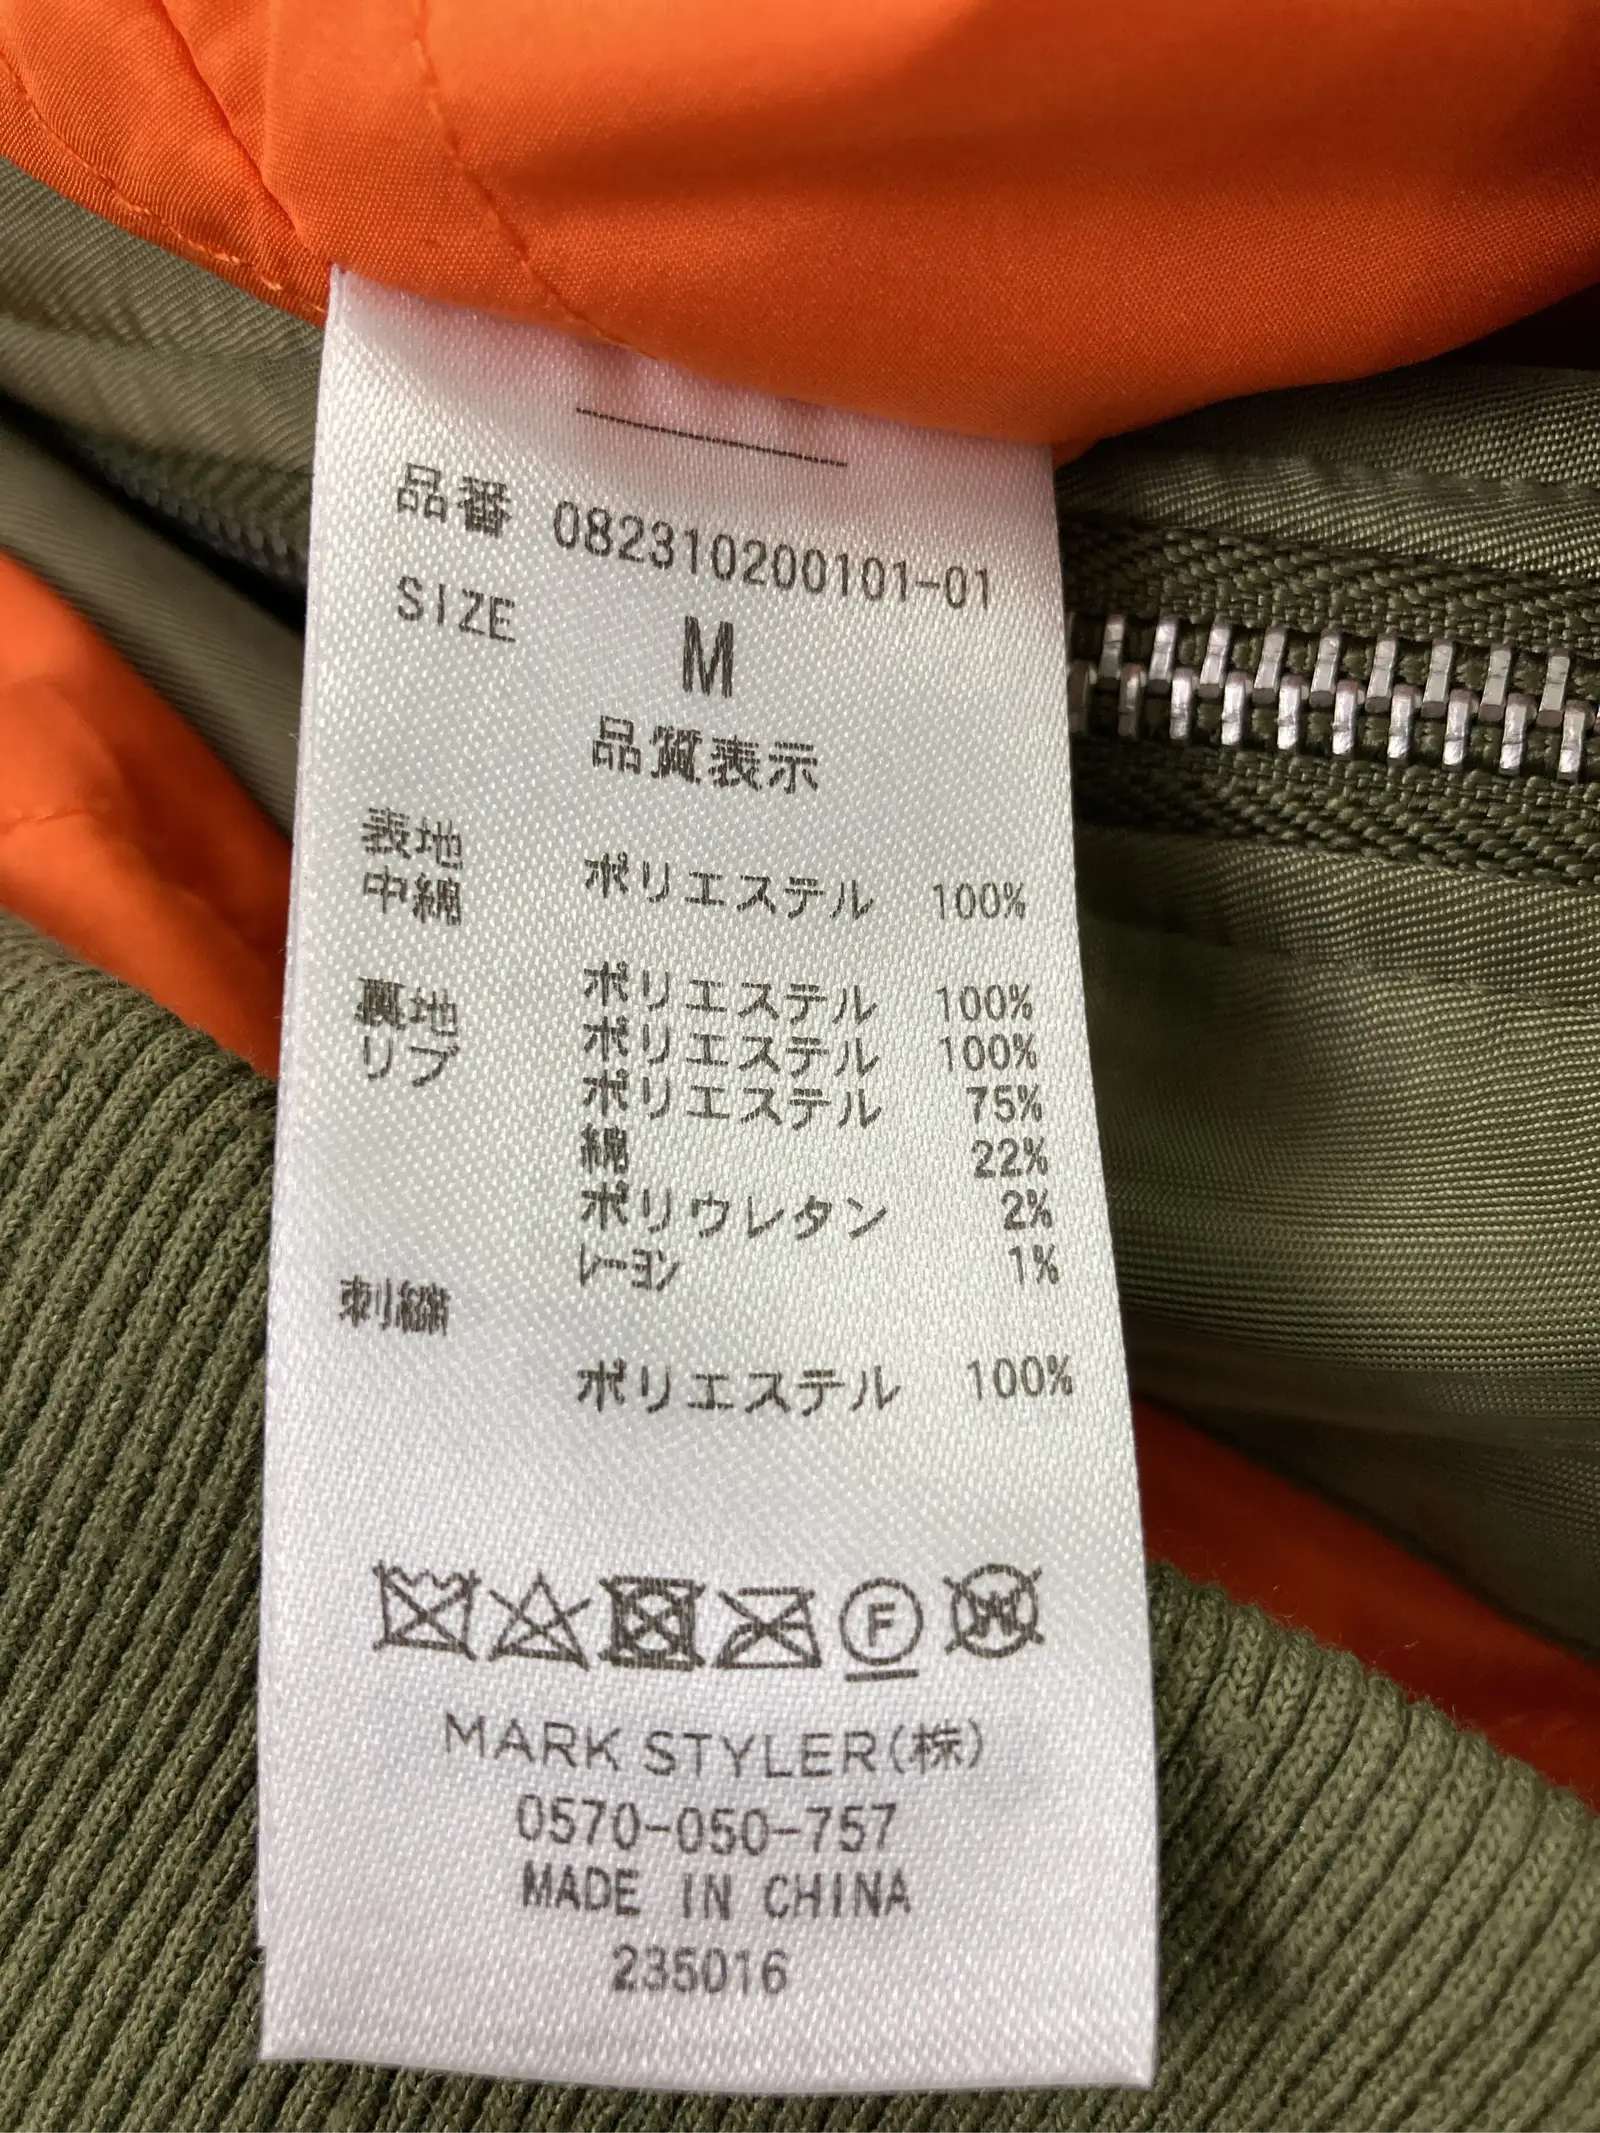 品番 082310200101-01
SIZE M
品質表示
表地 ポリエステル 100%
中綿
ポリエステル 100%
裏地 ポリエステル 100%
リブ ポリエステル 75%
綿 22%
ポリウレタン 2%
レーヨン 1%
刺繍
ポリエステル 100%
F
W
MARK STYLER(株)
0570-050-757
MADE IN CHINA
235016